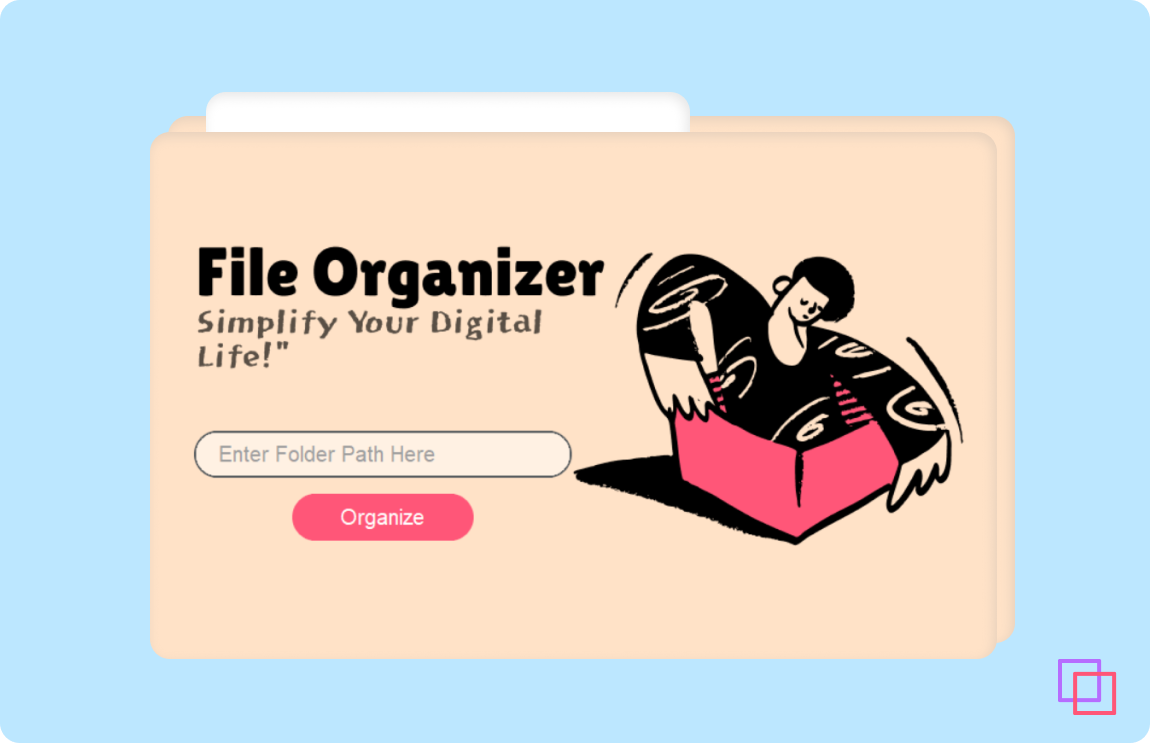 File Organizer
Simplify Your Digital
Life!"
Enter Folder Path Here
Organize